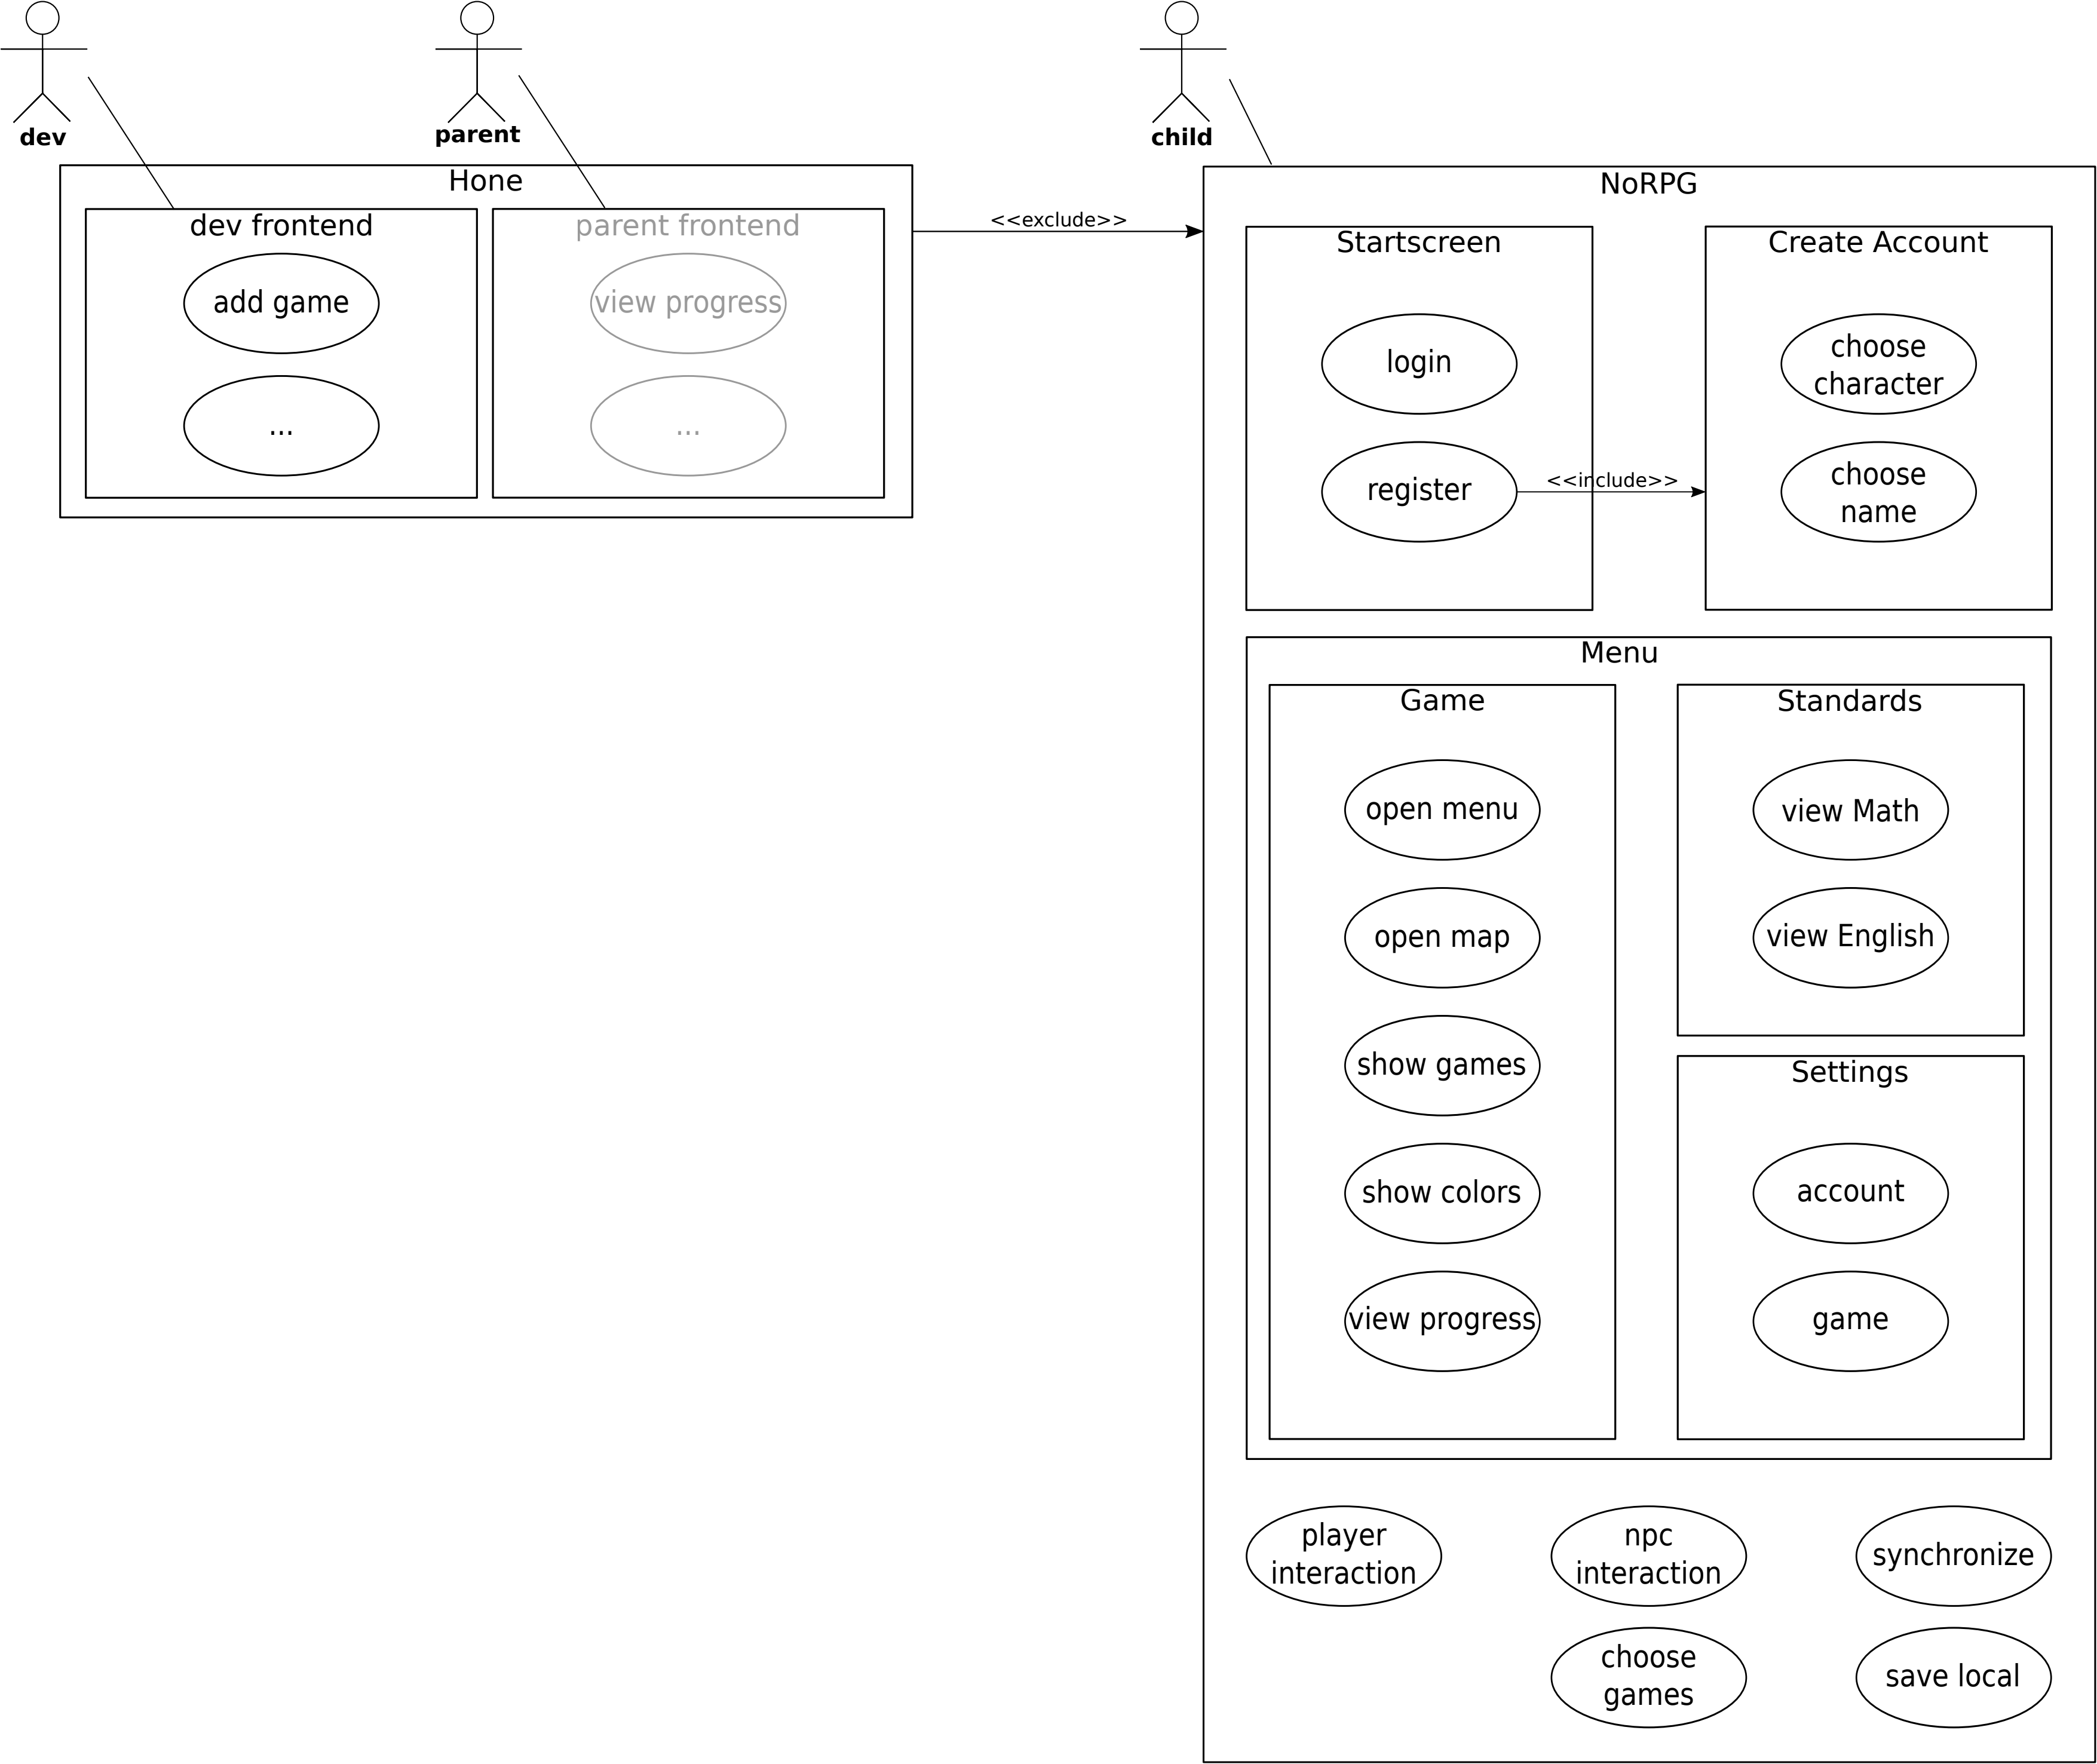 dev
parent
child
Hone
dev frontend
add game
...
parent frontend
view progress
...
<<exclude>>
NoRPG
Startscreen
login
register
<<include>>
Create Account
choose
character
choose
name
Menu
Game
open menu
open map
show games
show colors
view progress
Standards
view Math
view English
Settings
account
game
player
interaction
npc
interaction
synchronize
choose
games
save local